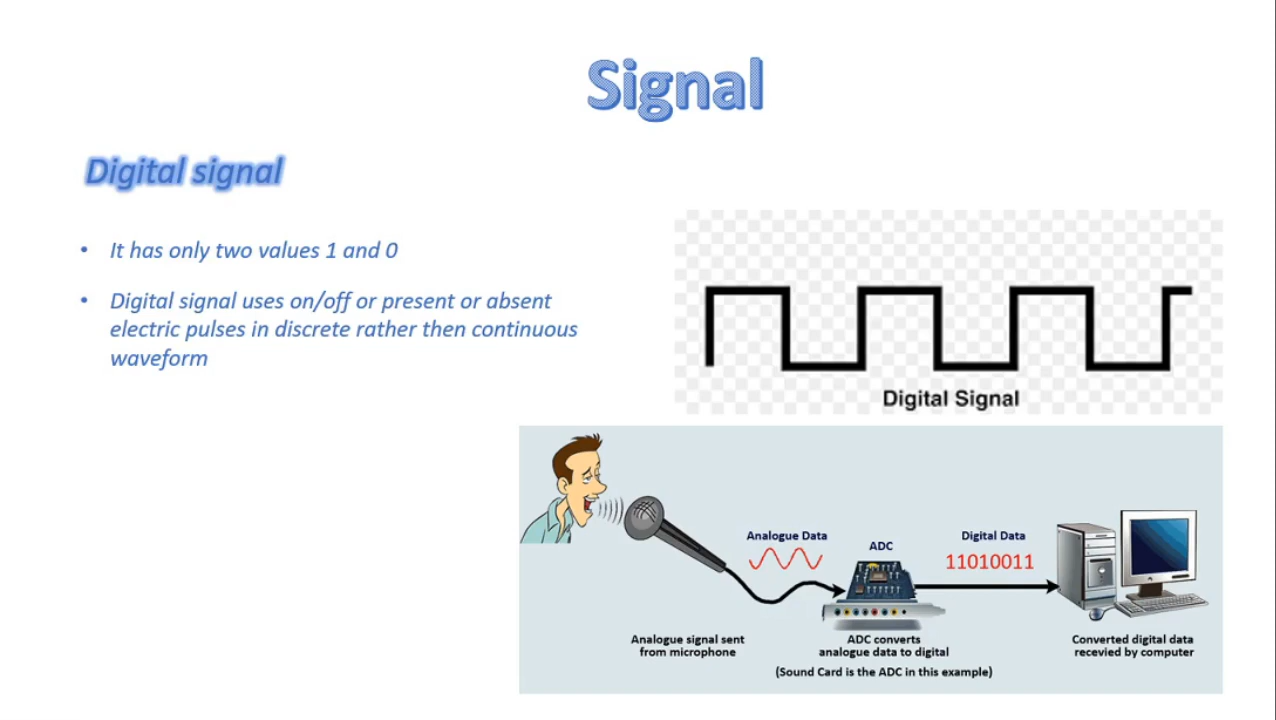 Signal
Digital signal
• It has only two values 1 and 0
• Digital signal uses on/off or present or absent
electric pulses in discrete rather then continuous
waveform
Digital Signal
Analogue Data
ADC
Digital Data
11010011
Analogue signal sent
from microphone
ADC converts
analogue data to digital
(Sound Card is the ADC in this example)
Converted digital data
recevied by computer